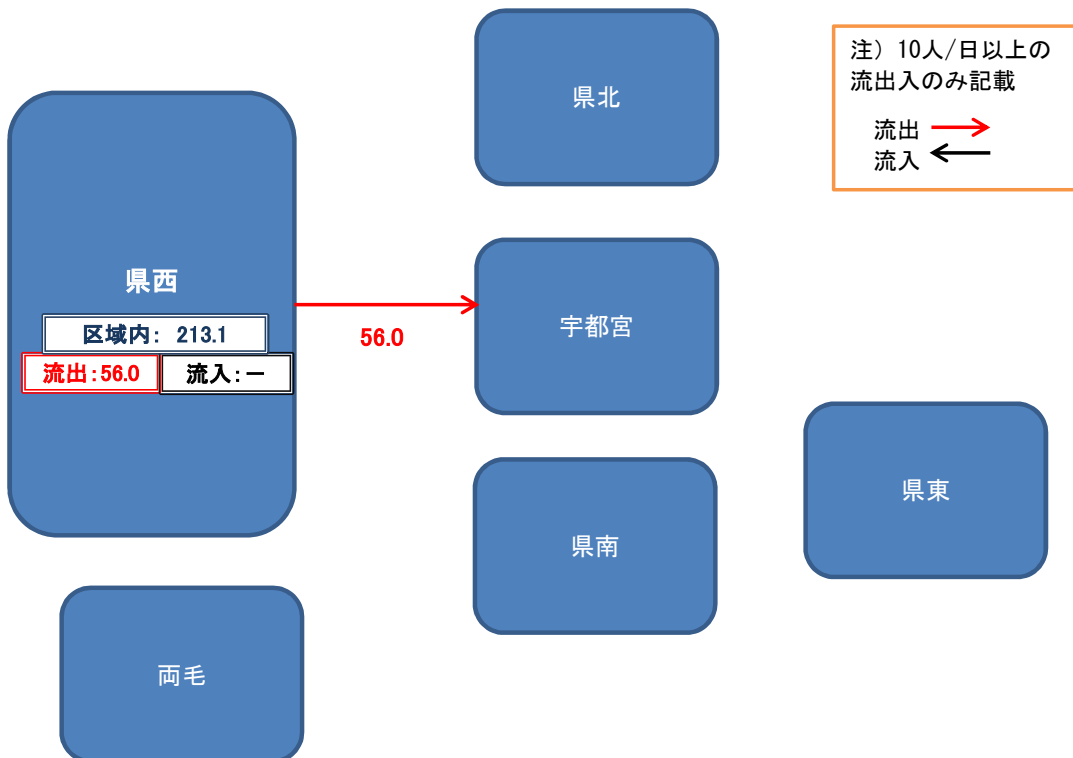 県北
注）10人/日以上の
流出入のみ記載
流出
流入
県西
区域内： 213.1
流出：56.0
流入：－
56.0
宇都宮
県東
県南
両毛